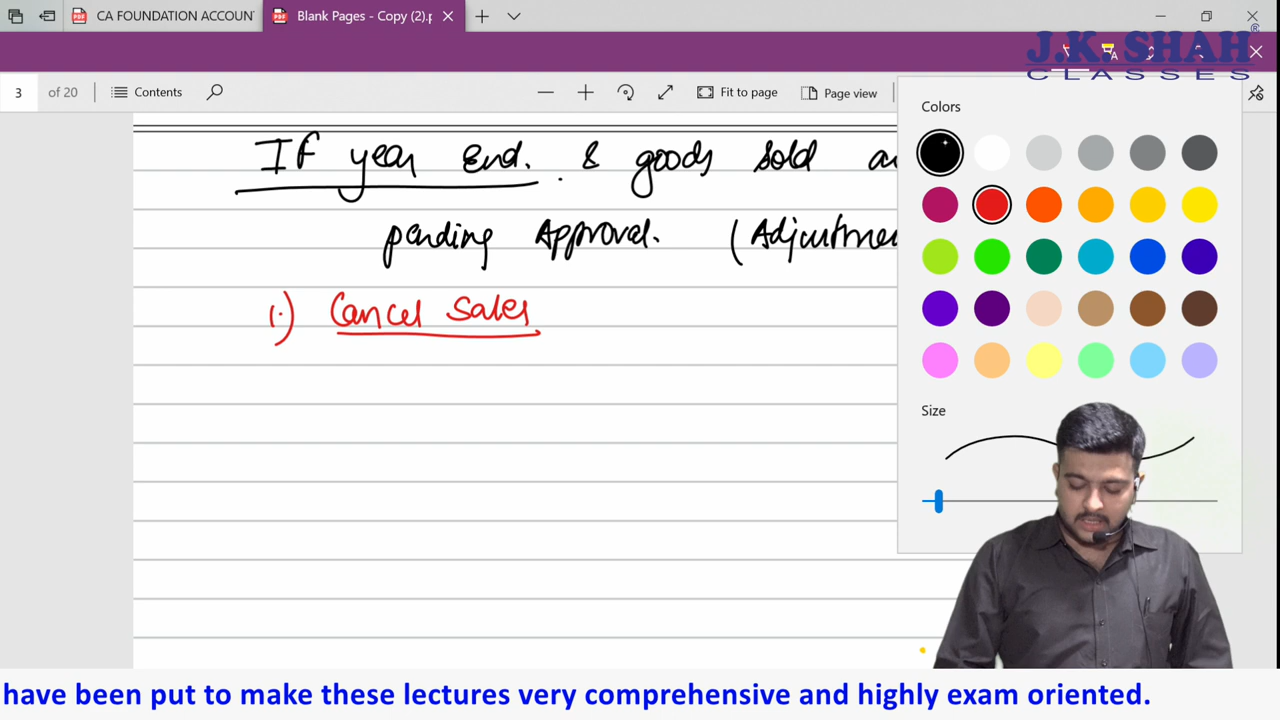 CA FOUNDATION ACCOUN
Blank Pages - Copy (2).p
J.K. SHAH®
CLASSES
3 of 20
Contents
Fit to page
Page view
If year End. & goods sold a
pending Approval. (Adjustme
1.) Cancel Sales
Colors
Size
have been put to make these lectures very comprehensive and highly exam oriented.